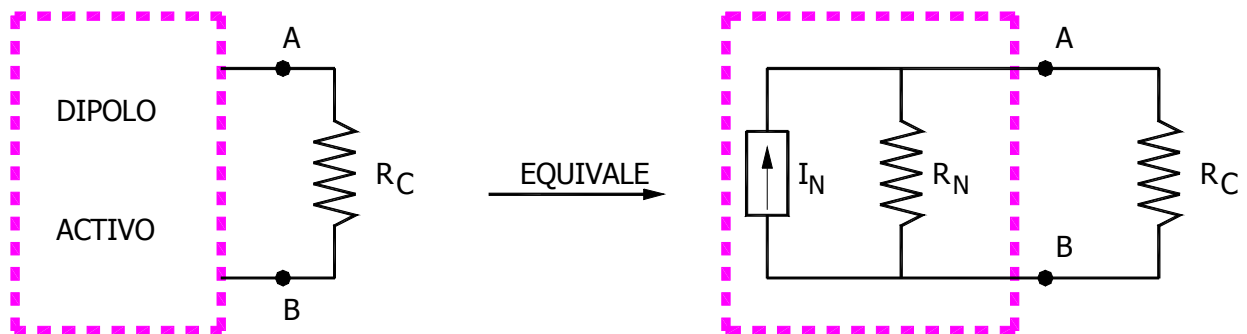 A
DIPOLO
R_C
ACTIVO
B
EQUIVALE
A
I_N
R_N
R_C
B